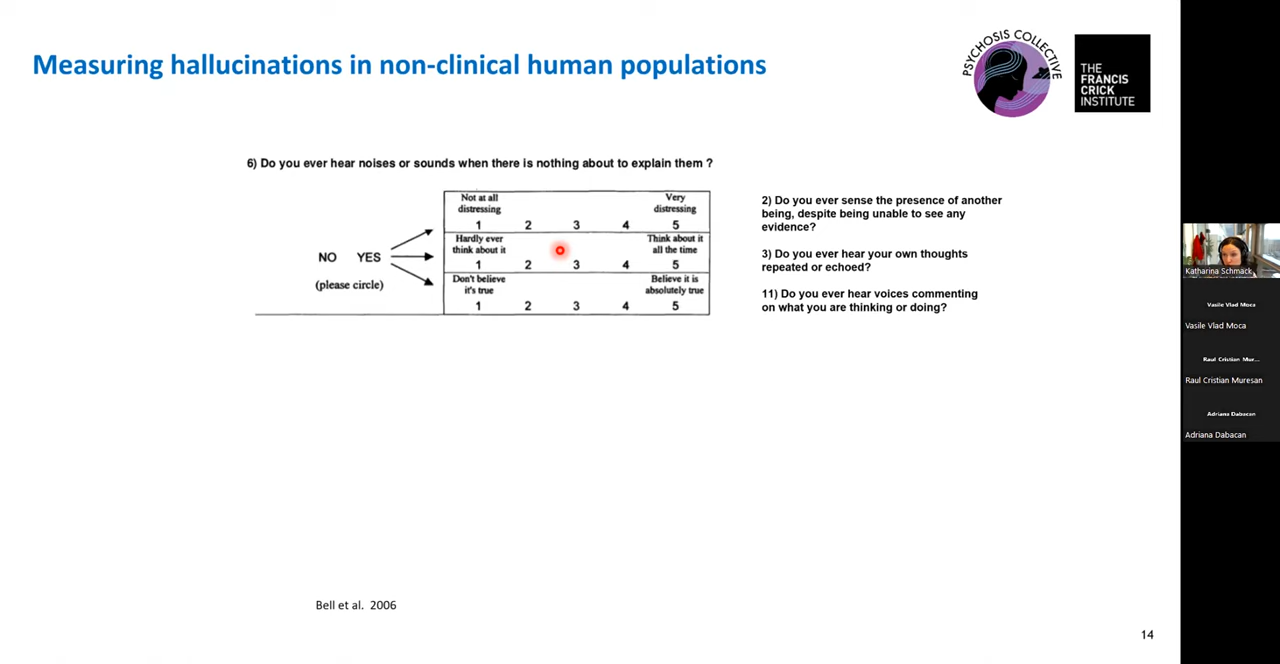 Measuring hallucinations in non-clinical human populations
PSYCHOSIS COLLECTIVE
THE
FRANCIS
CRICK
INSTITUTE
6) Do you ever hear noises or sounds when there is nothing about to explain them ?
NO YES
(please circle)
Not at all
distressing
Very
distressing
1 2 3 4 5
Hardly ever
think about it
Think about it
all the time
1 2 3 4 5
Don't believe
it's true
Believe it is
absolutely true
1 2 3 4 5
2) Do you ever sense the presence of another
being, despite being unable to see any
evidence?
3) Do you ever hear your own thoughts
repeated or echoed?
11) Do you ever hear voices commenting
on what you are thinking or doing?
Bell et al. 2006
14
Katharina Schmack
Vasile Vlad Moca
Vasile Vlad Moca
Raul Cristian Mur...
Raul Cristian Muresan
Adriana Dabacan
Adriana Dabacan